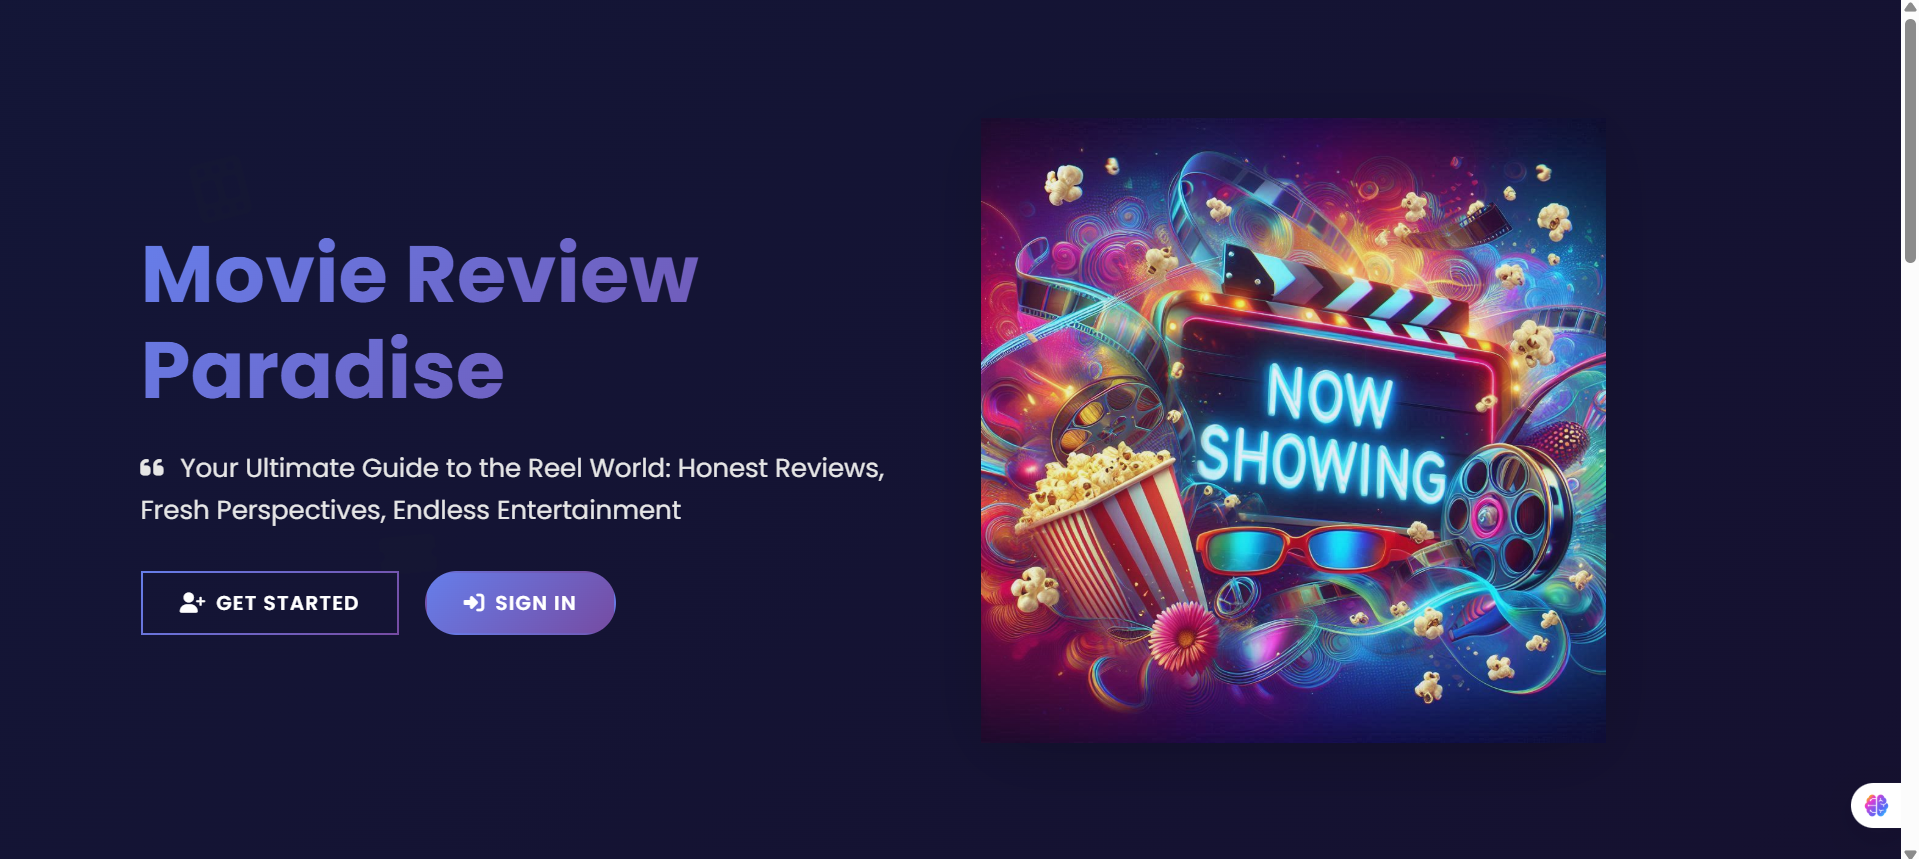 Movie Review
Paradise
Your Ultimate Guide to the Reel World: Honest Reviews,
Fresh Perspectives, Endless Entertainment
GET STARTED
SIGN IN
NOW
SHOWING